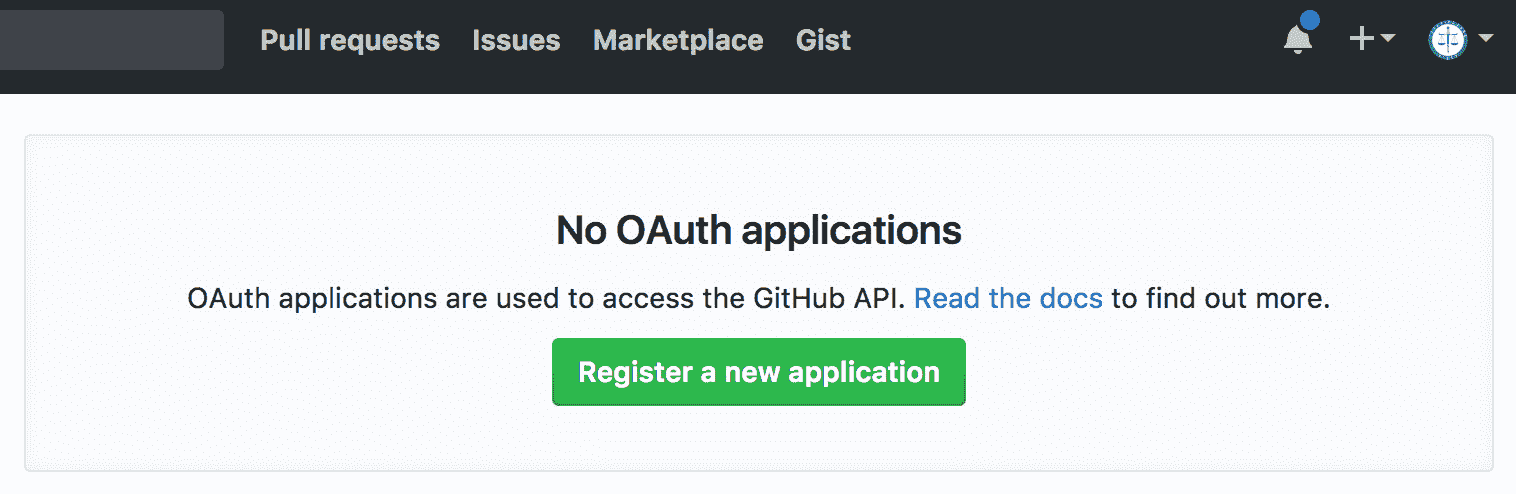 Pull requests Issues Marketplace Gist
No OAuth applications
OAuth applications are used to access the GitHub API. Read the docs to find out more.
Register a new application